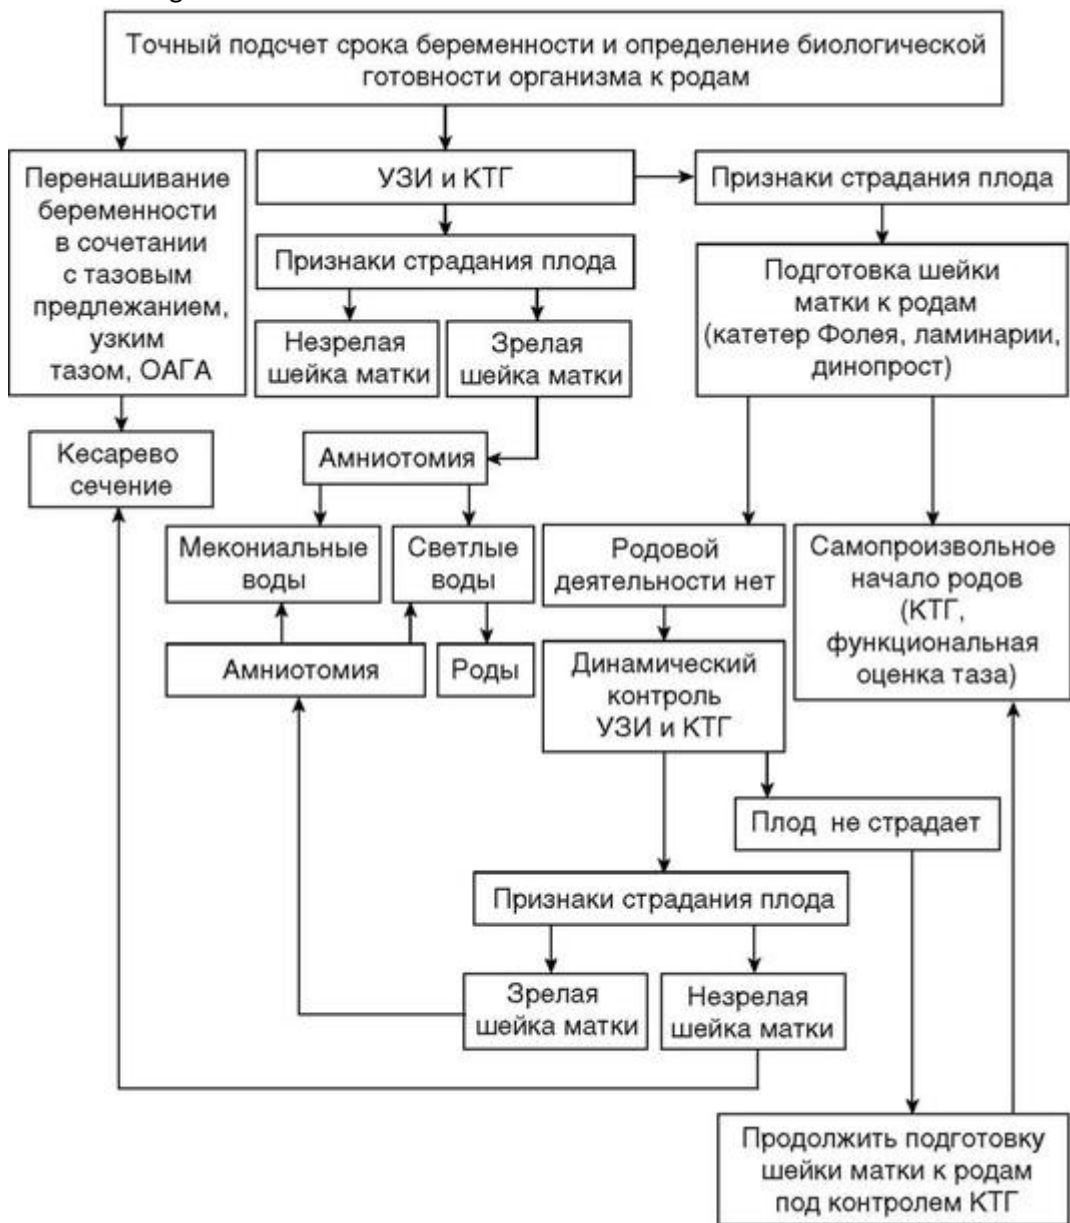 Точный подсчет срока беременности и определение биологической
готовности организма к родам
Перенашивание
беременности
в сочетании
с тазовым
предлежанием,
узким
тазом, ОАГА
УЗИ и КТГ
Признаки страдания плода
Признаки страдания плода
Подготовка шейки
матки к родам
(катетер Фолея, ламинарии,
динопрост)
Незрелая
шейка матки
Зрелая
шейка матки
Кесарево
сечение
Амниотомия
Мекониальные
воды
Светлые
воды
Родовой
деятельности нет
Самопроизвольное
начало родов
(КТГ,
функциональная
оценка таза)
Амниотомия
Роды
Динамический
контроль
УЗИ и КТГ
Плод не страдает
Признаки страдания плода
Зрелая
шейка матки
Незрелая
шейка матки
Продолжить подготовку
шейки матки к родам
под контролем КТГ